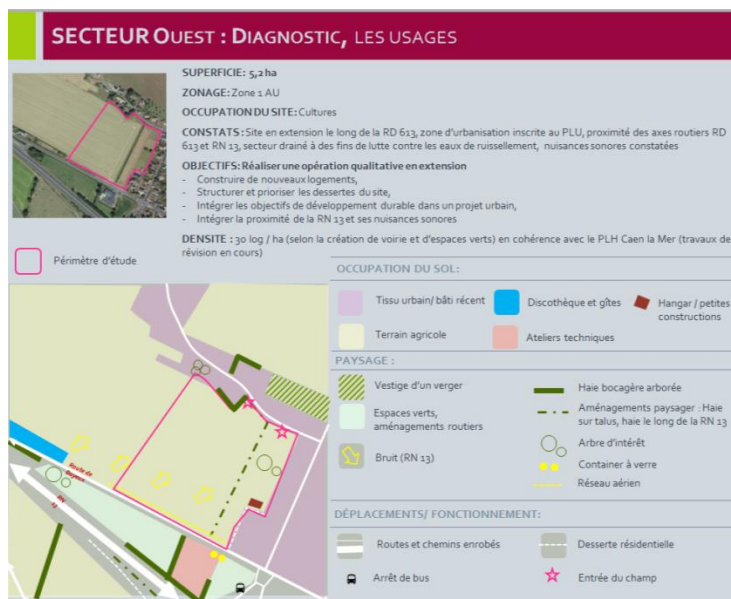 SECTEUR OUEST : DIAGNOSTIC, LES USAGES
SUPERFICIE: 5,2 ha
ZONAGE: Zone 1 AU
OCCUPATION DU SITE: Cultures
CONSTATS : Site en extension le long de la RD 613, zone d'urbanisation inscrite au PLU, proximité des axes routiers RD
613 et RN 13, secteur drainé à des fins de lutte contre les eaux de ruissellement, nuisances sonores constatées
OBJECTIFS: Réaliser une opération qualitative en extension
- Construire de nouveaux logements,
- Structurer et prioriser les dessertes du site,
- Intégrer les objectifs de développement durable dans un projet urbain,
- Intégrer la proximité de la RN 13 et ses nuisances sonores
DENSITE : 30 log / ha (selon la création de voirie et d'espaces verts) en cohérence avec le PLH Caen la Mer (travaux de
révision en cours)
Périmètre d'étude
OCCUPATION DU SOL:
Tissu urbain/ bâti récent
Discothèque et gîtes
Hangar / petites
constructions
Terrain agricole
Ateliers techniques
PAYSAGE :
Vestige d'un verger
Haie bocagère arborée
Espaces verts,
aménagements routiers
Aménagements paysager : Haie
sur talus, haie le long de la RN 13
Arbre d'intérêt
Bruit (RN 13)
Container à verre
Réseau aérien
DÉPLACEMENTS/ FONCTIONNEMENT:
Routes et chemins enrobés
Desserte résidentielle
Arrêt de bus
Entrée du champ
Route de
RN
13